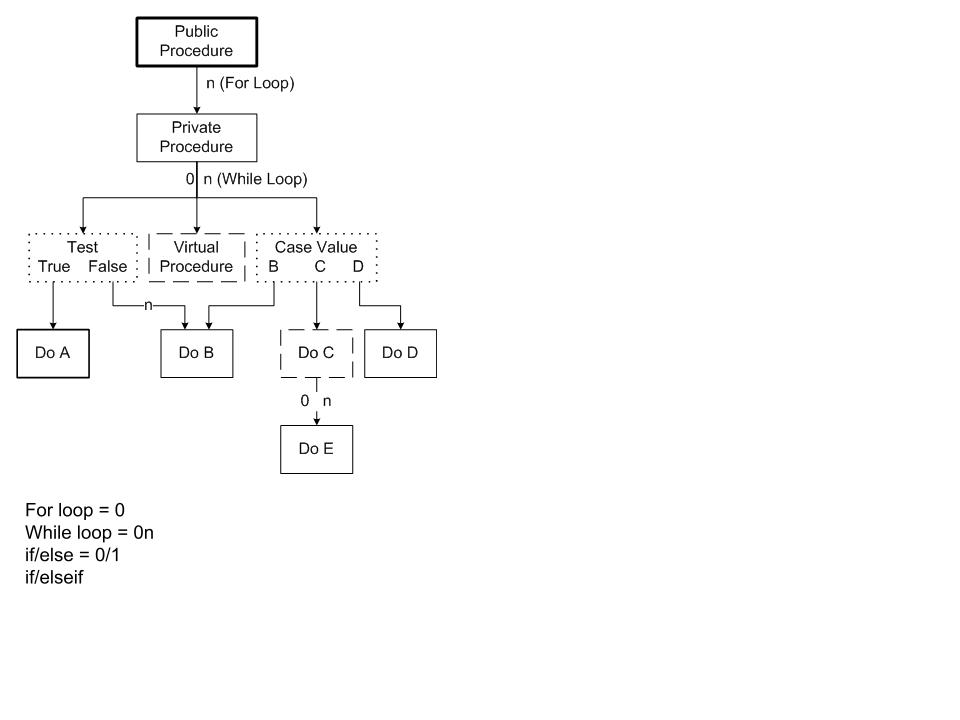 Public
Procedure
n (For Loop)
Private
Procedure
0 n (While Loop)
Test
True False
Virtual
Procedure
Case Value
B C D
n
Do A
Do B
Do C
Do D
0 n
Do E
For loop = 0
While loop = 0n
if/else = 0/1
if/elseif